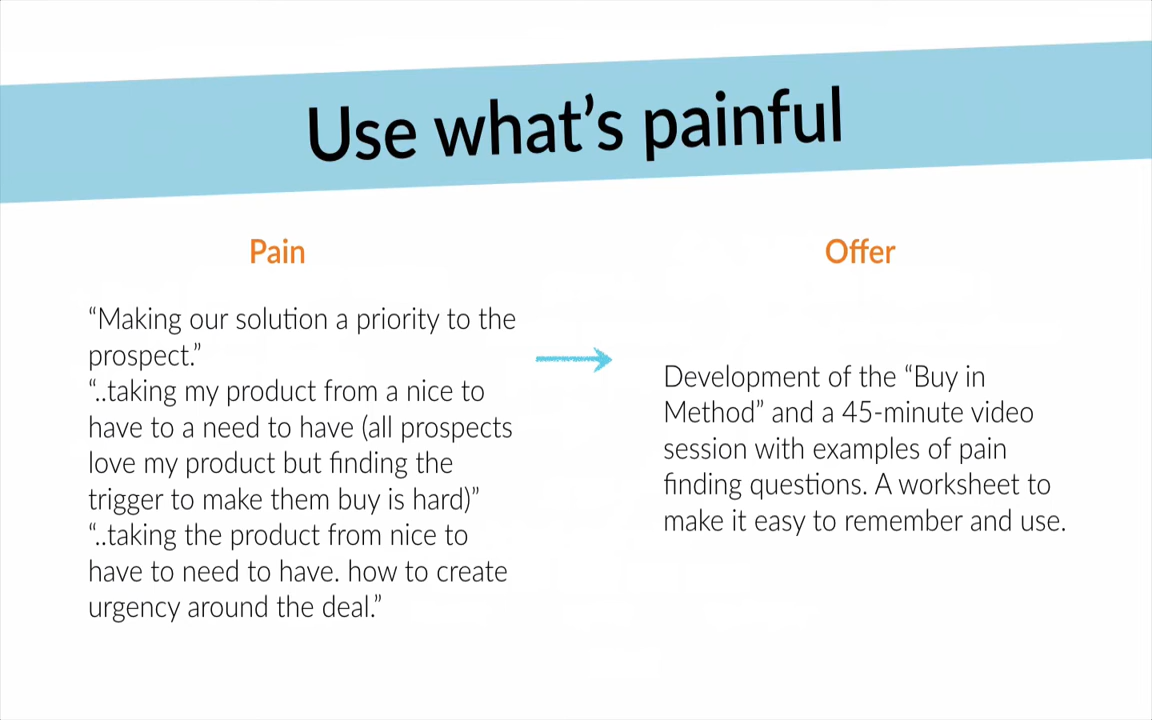 Use what’s painful
Pain
“Making our solution a priority to the
prospect.”
“..taking my product from a nice to
have to a need to have (all prospects
love my product but finding the
trigger to make them buy is hard)”
“..taking the product from nice to
have to need to have. how to create
urgency around the deal.”
Offer
Development of the “Buy in
Method” and a 45-minute video
session with examples of pain
finding questions. A worksheet to
make it easy to remember and use.